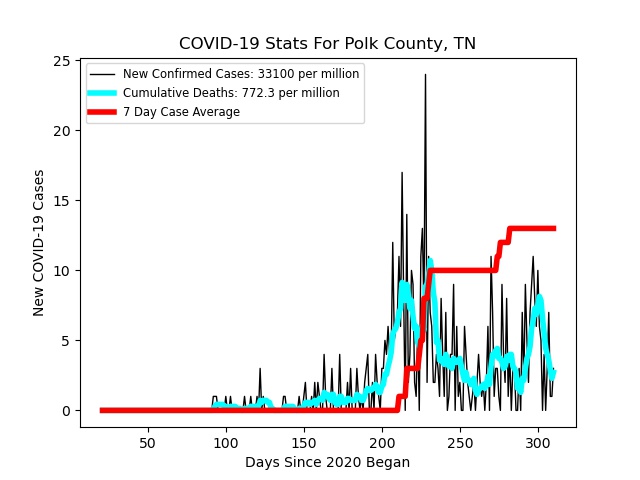 COVID-19 Stats For Polk County, TN
New Confirmed Cases: 33100 per million
Cumulative Deaths: 772.3 per million
7 Day Case Average
New COVID-19 Cases
25
20
15
10
5
0
50 100 150 200 250 300
Days Since 2020 Began